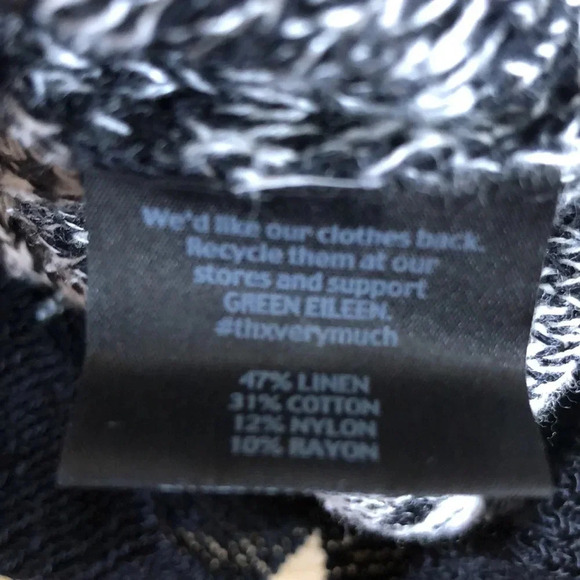 We'd like our clothes back.
Recycle them at our
stores and support
GREEN EILEEN.
#thxverymuch
47% LINEN
31% COTTON
12% NYLON
10% RAYON